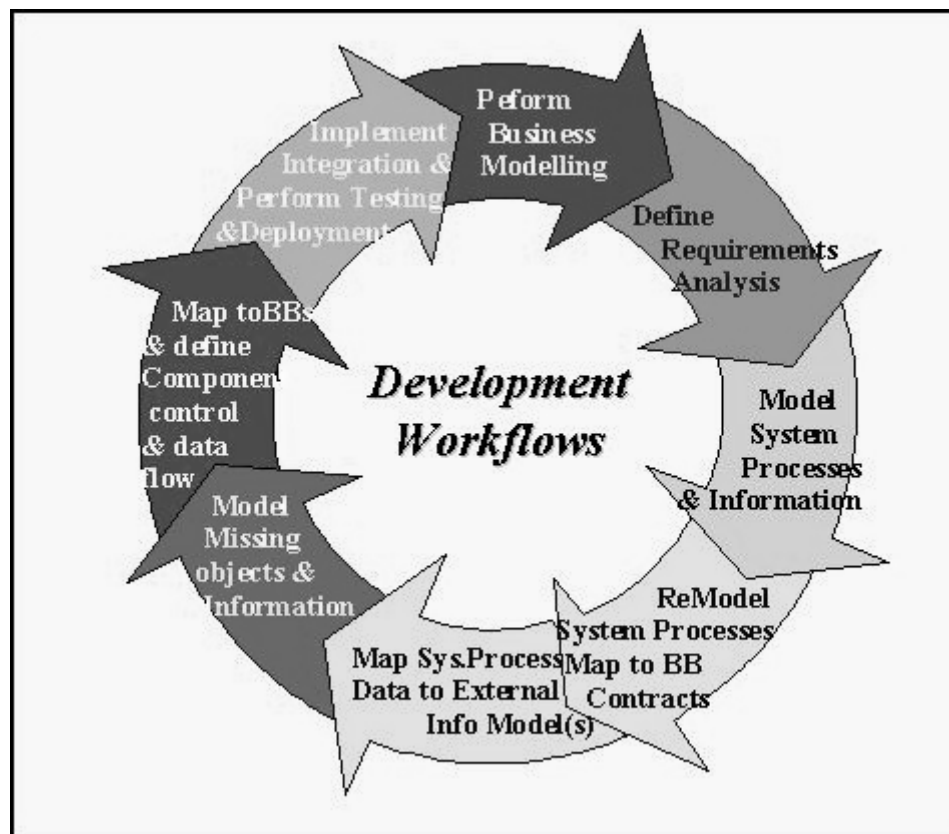 Peform
Business
Modelling
Define
Requirements
Analysis
Model
System
Processes
& Information
ReModel
System Processes
Map to BB
Contracts
Map Sys.Process
Data to External
Info Model(s)
Model
Missing
objects &
Information
Map toBBs
& define
Componen
control
& data
flow
Implement
Integration &
Perform Testing
&Deployment
Development
Workflows